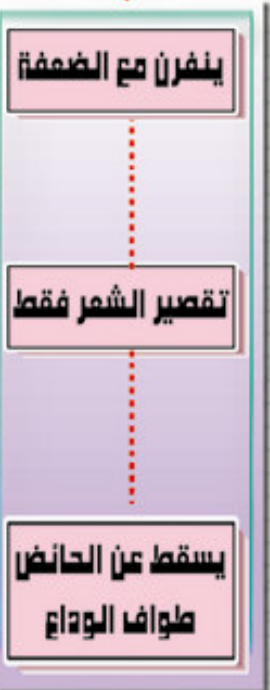 ينفرن مع الضعفة
تقصير الشعر فقط
يسقط عن الحائض
طواف الوداع